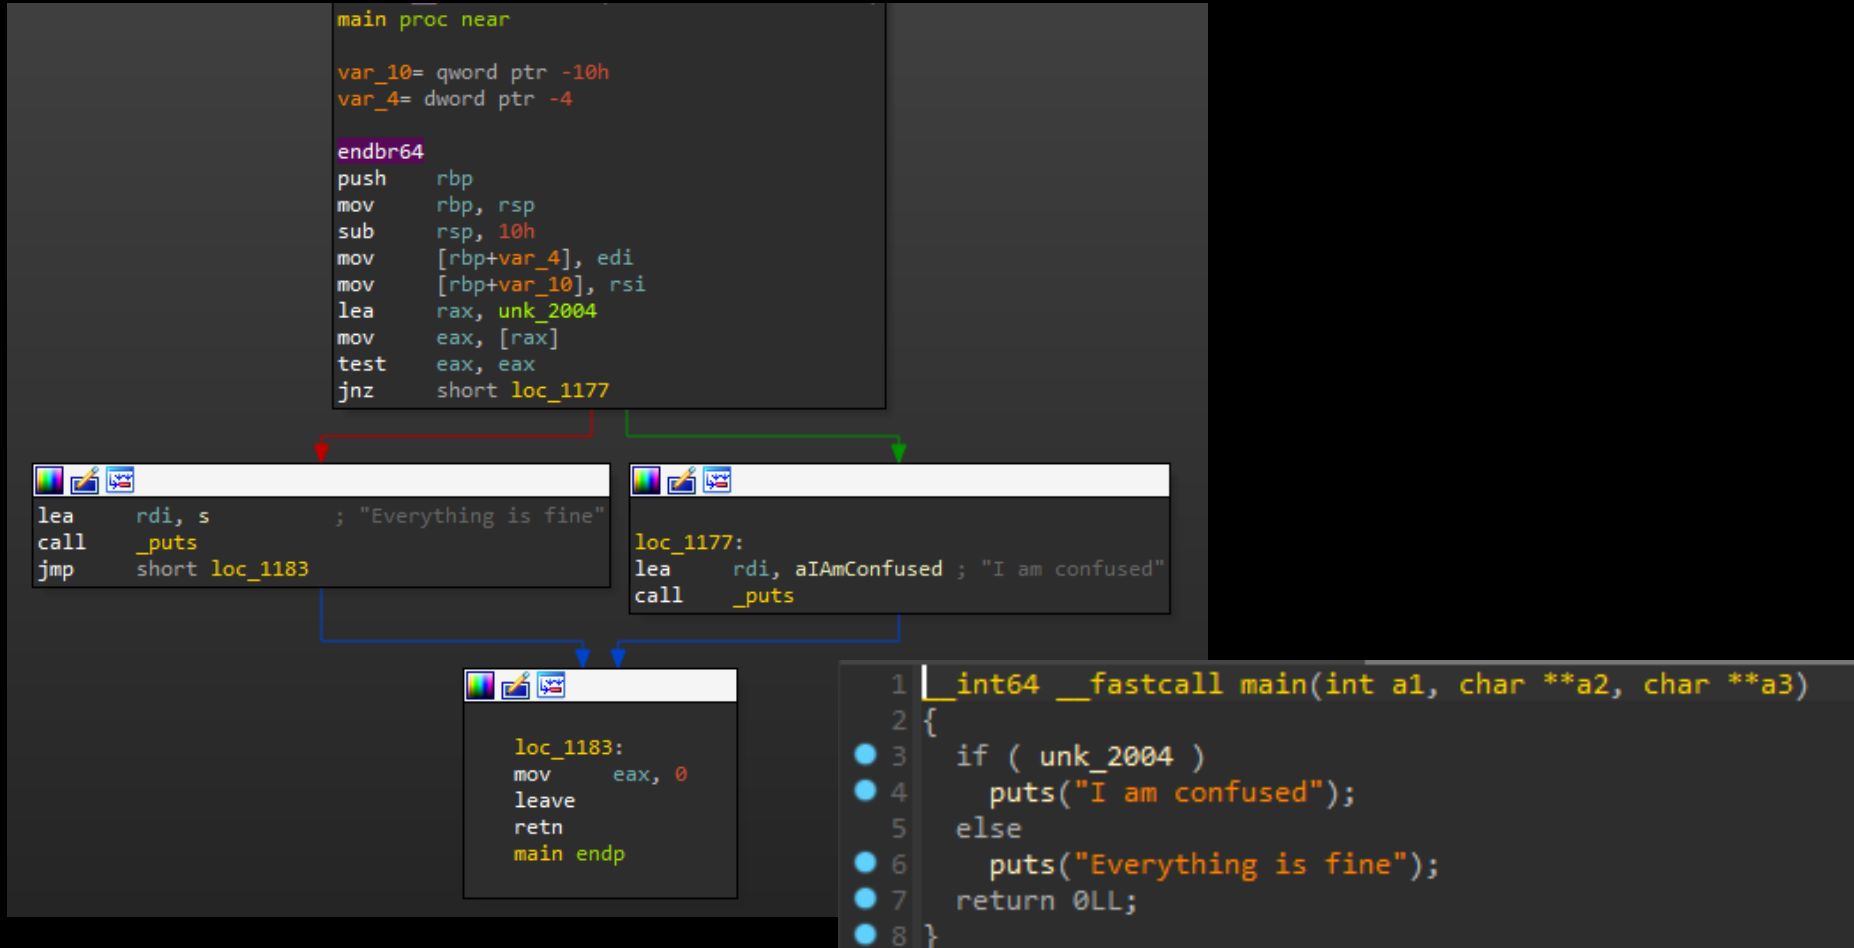 main proc near
var_10= qword ptr -10h
var_4= dword ptr -4
endbr64
push rbp
mov rbp, rsp
sub rsp, 10h
mov [rbp+var_4], edi
mov [rbp+var_10], rsi
lea rax, unk_2004
mov eax, [rax]
test eax, eax
jnz short loc_1177
lea rdi, s ; "Everything is fine"
call _puts
jmp short loc_1183
loc_1177:
lea rdi, aIAmConfused ; "I am confused"
call _puts
loc_1183:
mov eax, 0
leave
retn
main endp
1 __int64 __fastcall main(int a1, char **a2, char **a3)
2 {
3 if ( unk_2004 )
4 puts("I am confused");
5 else
6 puts("Everything is fine");
7 return 0LL;
8 }